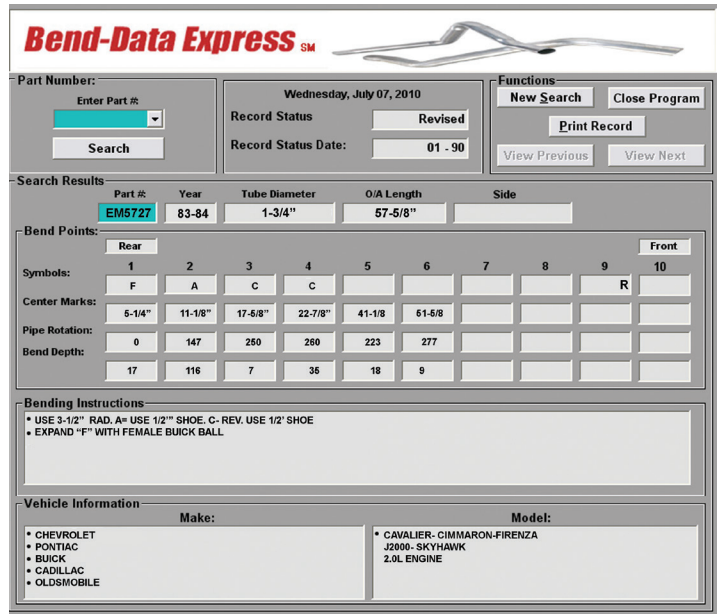 Bend-Data Express SM
Part Number:
Enter Part #:
Search
Wednesday, July 07, 2010
Record Status Revised
Record Status Date: 01 - 90
Functions
New Search Close Program
Print Record
View Previous View Next
Search Results
Part #: Year Tube Diameter O/A Length Side
EM5727 83-84 1-3/4” 57-5/8”
Bend Points:
Rear Front
1 2 3 4 5 6 7 8 9 10
Symbols: F A C C R
Center Marks: 5-1/4” 11-1/8” 17-5/8” 22-7/8” 41-1/8 51-5/8
Pipe Rotation: 0 147 250 260 223 277
Bend Depth: 17 116 7 35 18 9
Bending Instructions
• USE 3-1/2” RAD. A= USE 1/2’” SHOE. C- REV. USE 1/2’ SHOE
• EXPAND “F” WITH FEMALE BUICK BALL
Vehicle Information
Make:
• CHEVROLET
• PONTIAC
• BUICK
• CADILLAC
• OLDSMOBILE
Model:
• CAVALIER- CIMMARON-FIRENZA
J2000- SKYHAWK
2.0L ENGINE